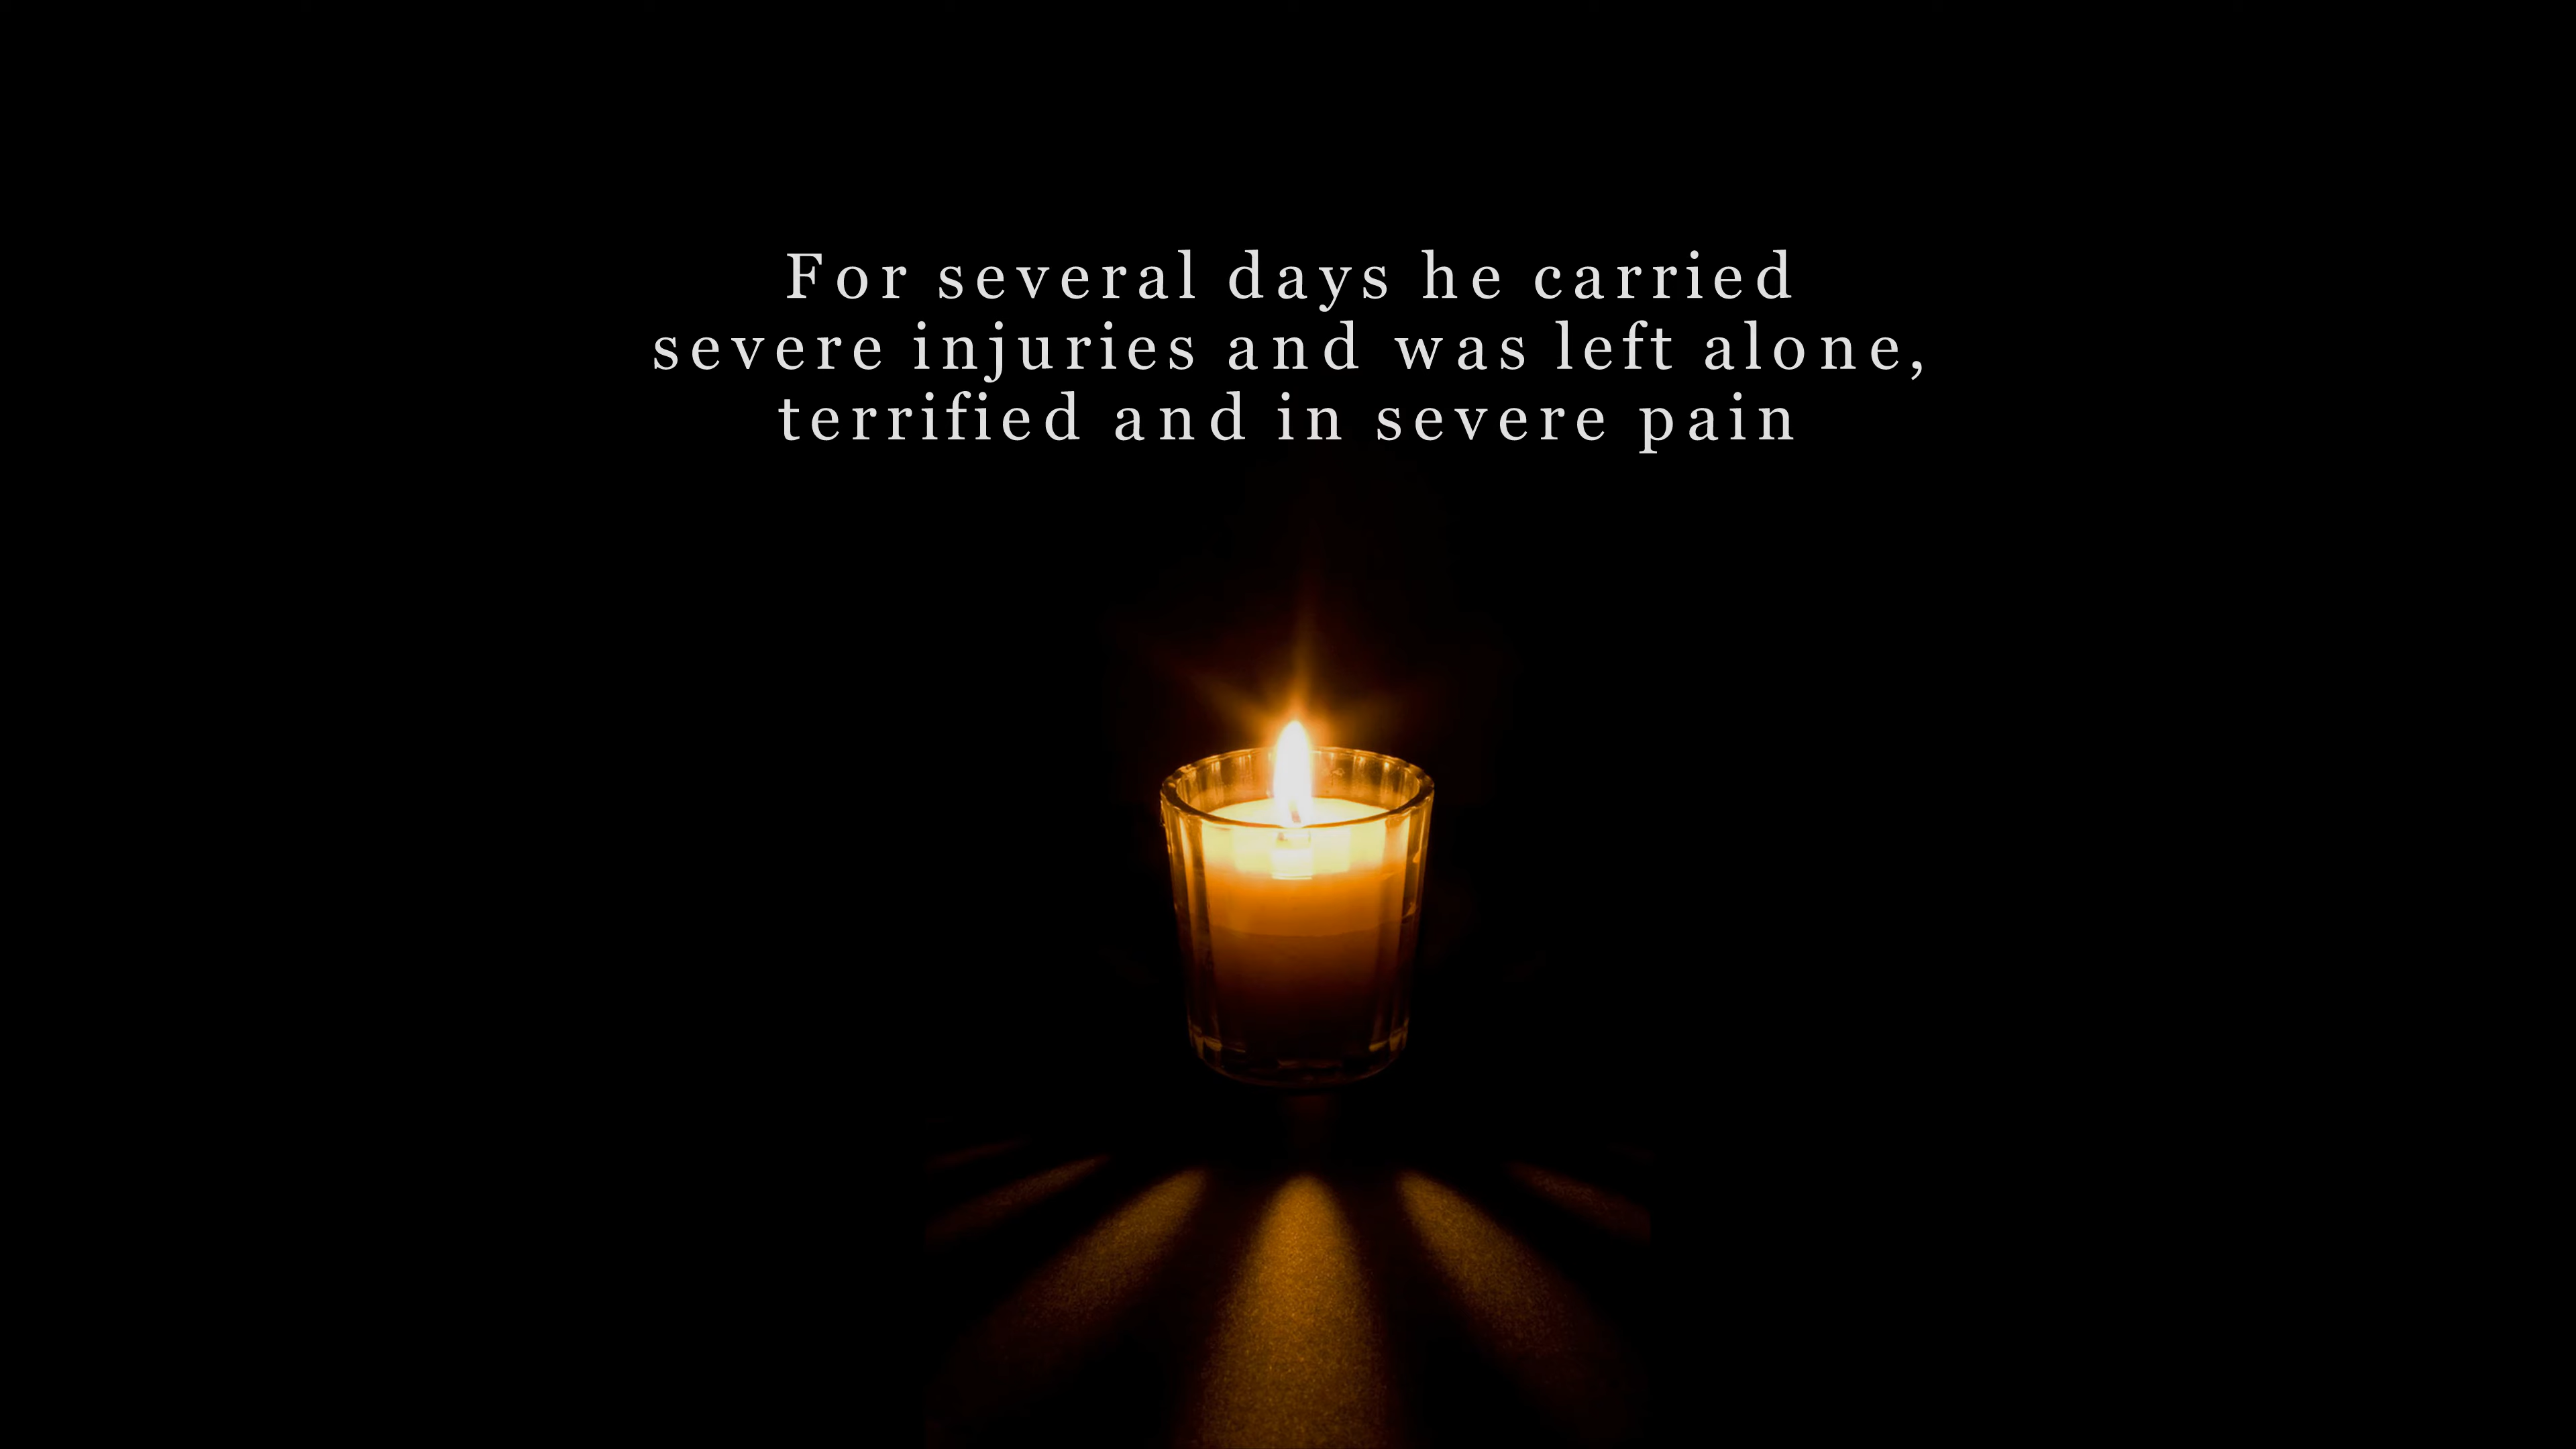 For several days he carried
severe injuries and was left alone,
terrified and in severe pain